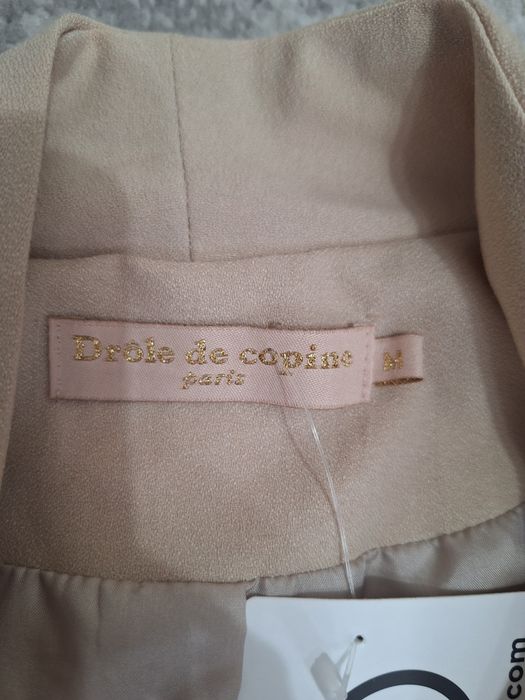 Drôle de copine
paris
M
.com